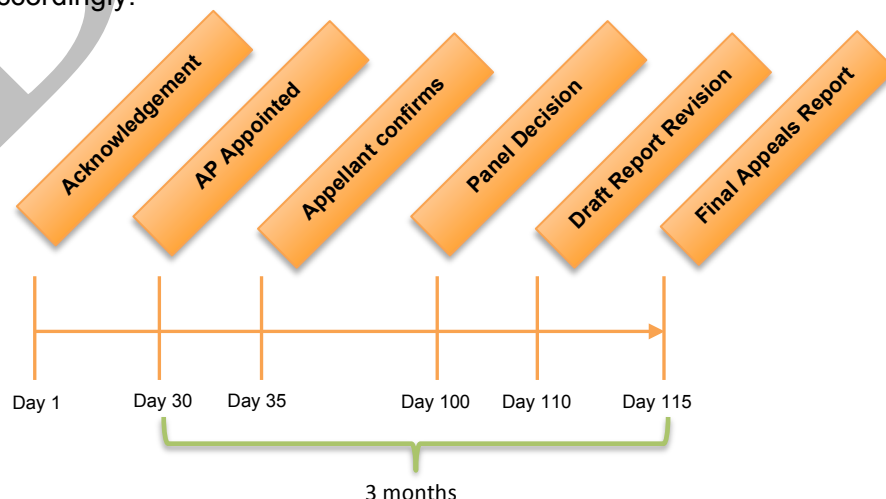 ccordingly.
Acknowledgement
AP Appointed
Appellant confirms
Panel Decision
Draft Report Revision
Final Appeals Report
Day 1
Day 30
Day 35
Day 100
Day 110
Day 115
3 months